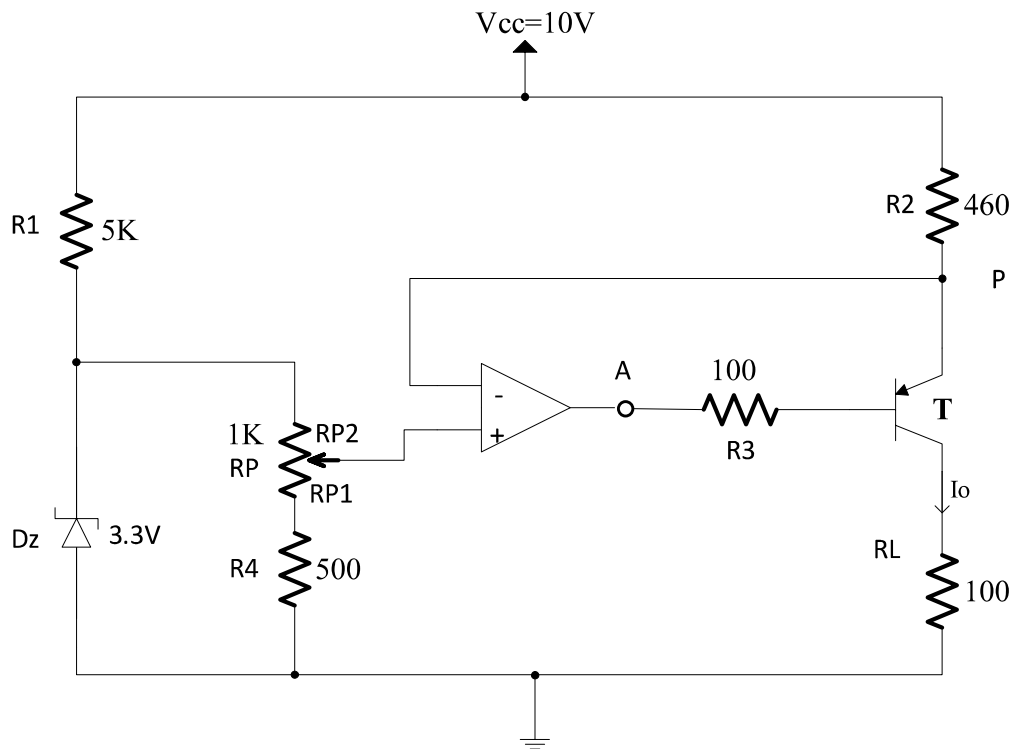 Vcc=10V
R1
5K
R2
460
P
A
100
R3
-
+
T
1K
RP
RP2
RP1
Io
Dz
3.3V
R4
500
RL
100